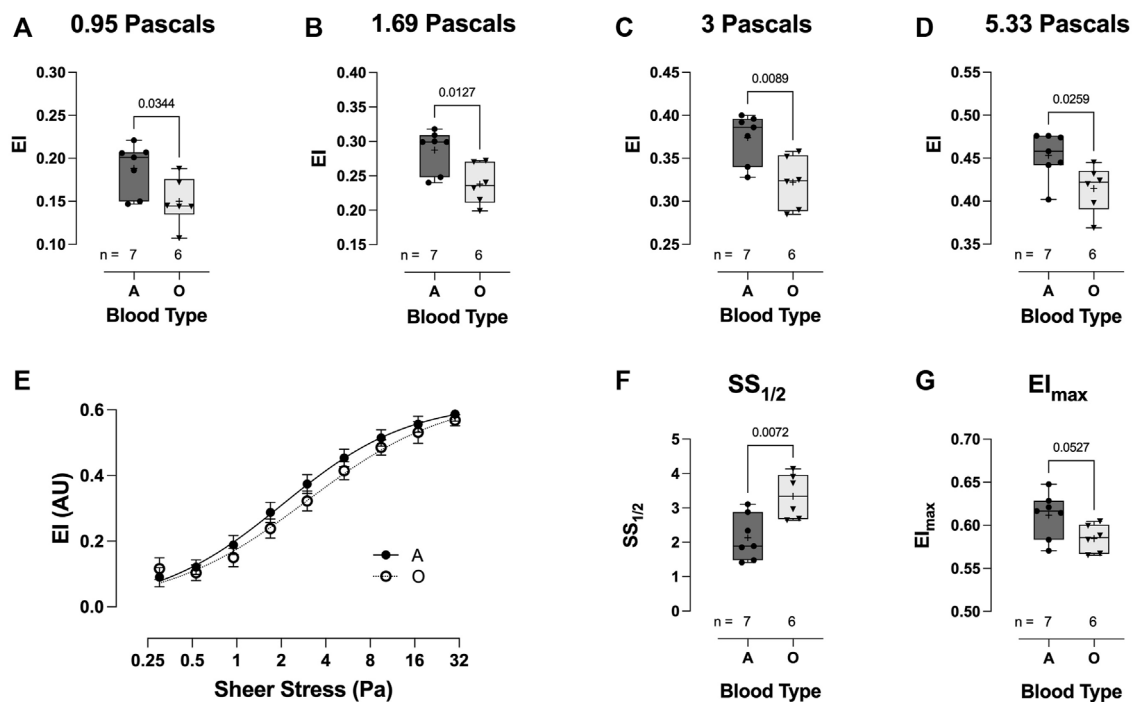 A 0.95 Pascals
EI
0.30
0.25
0.20
0.15
0.10
0.0344
n = 7 6
A O
Blood Type
B 1.69 Pascals
EI
0.40
0.35
0.30
0.25
0.20
0.15
0.0127
n = 7 6
A O
Blood Type
C 3 Pascals
EI
0.45
0.40
0.35
0.30
0.25
0.0089
n = 7 6
A O
Blood Type
D 5.33 Pascals
EI
0.55
0.50
0.45
0.40
0.35
0.0259
n = 7 6
A O
Blood Type
E
EI (AU)
0.6
0.4
0.2
0.0
A
O
0.25 0.5 1 2 4 8 16 32
Sheer Stress (Pa)
F SS1/2
SS1/2
5
4
3
2
1
0
0.0072
n = 7 6
A O
Blood Type
G EImax
EImax
0.70
0.65
0.60
0.55
0.50
0.0527
n = 7 6
A O
Blood Type